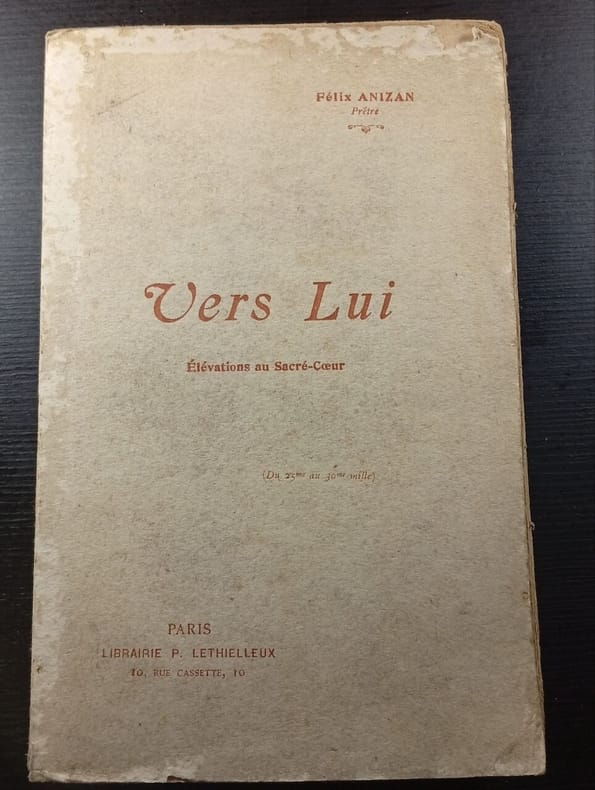 Félix ANIZAN
Prêtre
Vers Lui
Élévations au Sacré-Cœur
(Du 25me au 30me mille)
PARIS
LIBRAIRIE P. LETHIELLEUX
10, RUE CASSETTE, 10